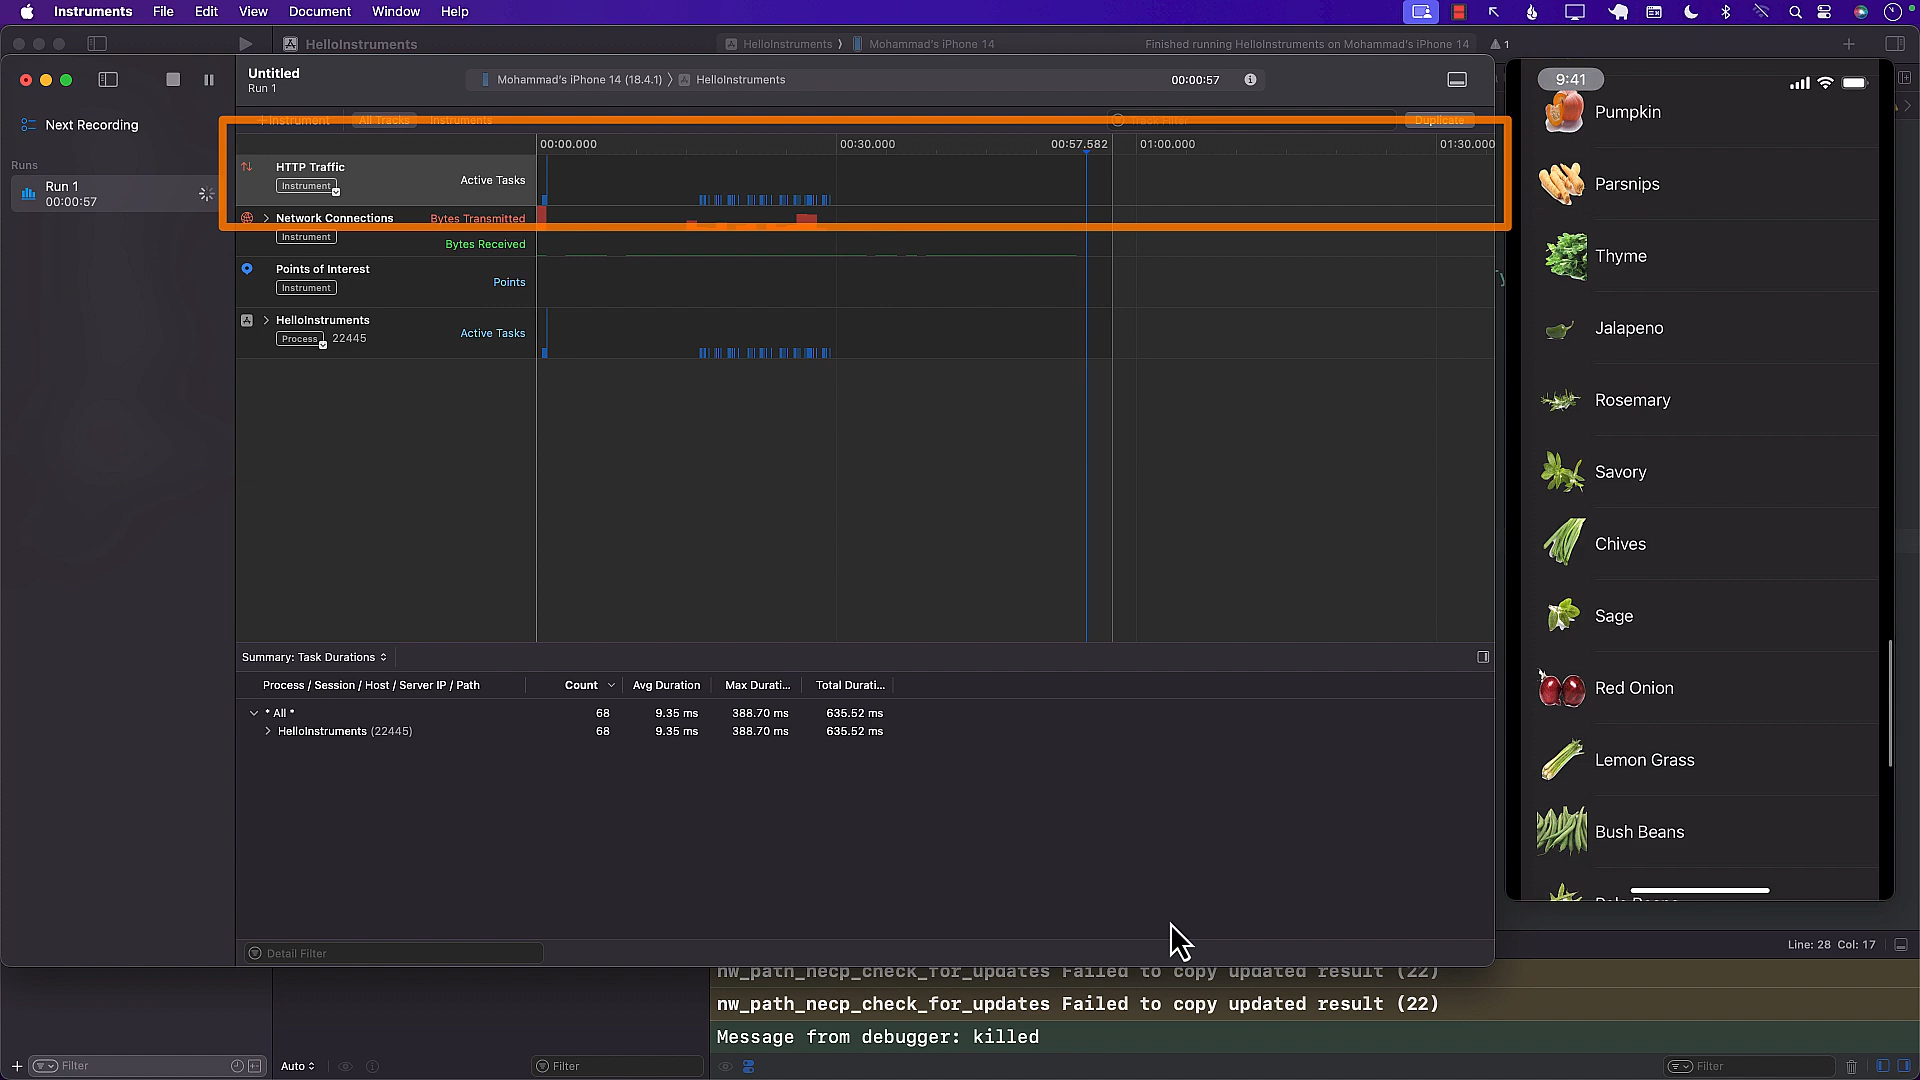 Instruments File Edit View Document Window Help
HelloInstruments
HelloInstruments ⟩ Mohammad's iPhone 14
Finished running HelloInstruments on Mohammad's iPhone 14
1
Untitled
Run 1
Mohammad's iPhone 14 (18.4.1) ⟩ HelloInstruments
00:00:57
Next Recording
Runs
Run 1
00:00:57
+ Instrument
All Tracks
Instruments
Track Filter
Duplicate
00:00.000
00:30.000
00:57.582
01:00.000
01:30.000
HTTP Traffic
Instrument
Active Tasks
Network Connections
Instrument
Bytes Transmitted
Bytes Received
Points of Interest
Instrument
Points
HelloInstruments
Process 22445
Active Tasks
Summary: Task Durations
Process / Session / Host / Server IP / Path Count Avg Duration Max Durati... Total Durati...
* All * 68 9.35 ms 388.70 ms 635.52 ms
HelloInstruments (22445) 68 9.35 ms 388.70 ms 635.52 ms
Detail Filter
9:41
Pumpkin
Parsnips
Thyme
Jalapeno
Rosemary
Savory
Chives
Sage
Red Onion
Lemon Grass
Bush Beans
Line: 28 Col: 17
nw_path_necp_check_for_updates Failed to copy updated result (22)
nw_path_necp_check_for_updates Failed to copy updated result (22)
Message from debugger: killed
Filter
Auto
Filter
Filter